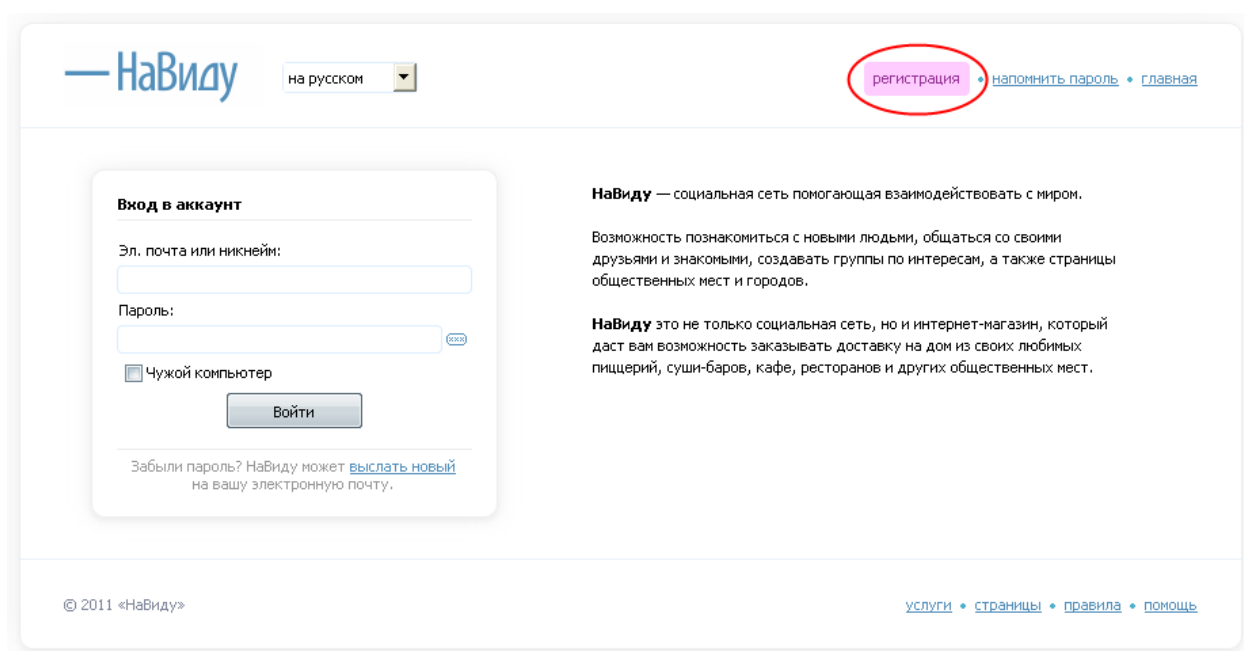 НаВиду
на русском
регистрация • напомнить пароль • главная
Вход в аккаунт
Эл. почта или никнейм:
Пароль:
xxx
Чужой компьютер
Войти
Забыли пароль? НаВиду может выслать новый
на вашу электронную почту.
НаВиду — социальная сеть помогающая взаимодействовать с миром.
Возможность познакомиться с новыми людьми, общаться со своими
друзьями и знакомыми, создавать группы по интересам, а также страницы
общественных мест и городов.
НаВиду это не только социальная сеть, но и интернет-магазин, который
даст вам возможность заказывать доставку на дом из своих любимых
пиццерий, суши-баров, кафе, ресторанов и других общественных мест.
© 2011 «НаВиду»
услуги • страницы • правила • помощь